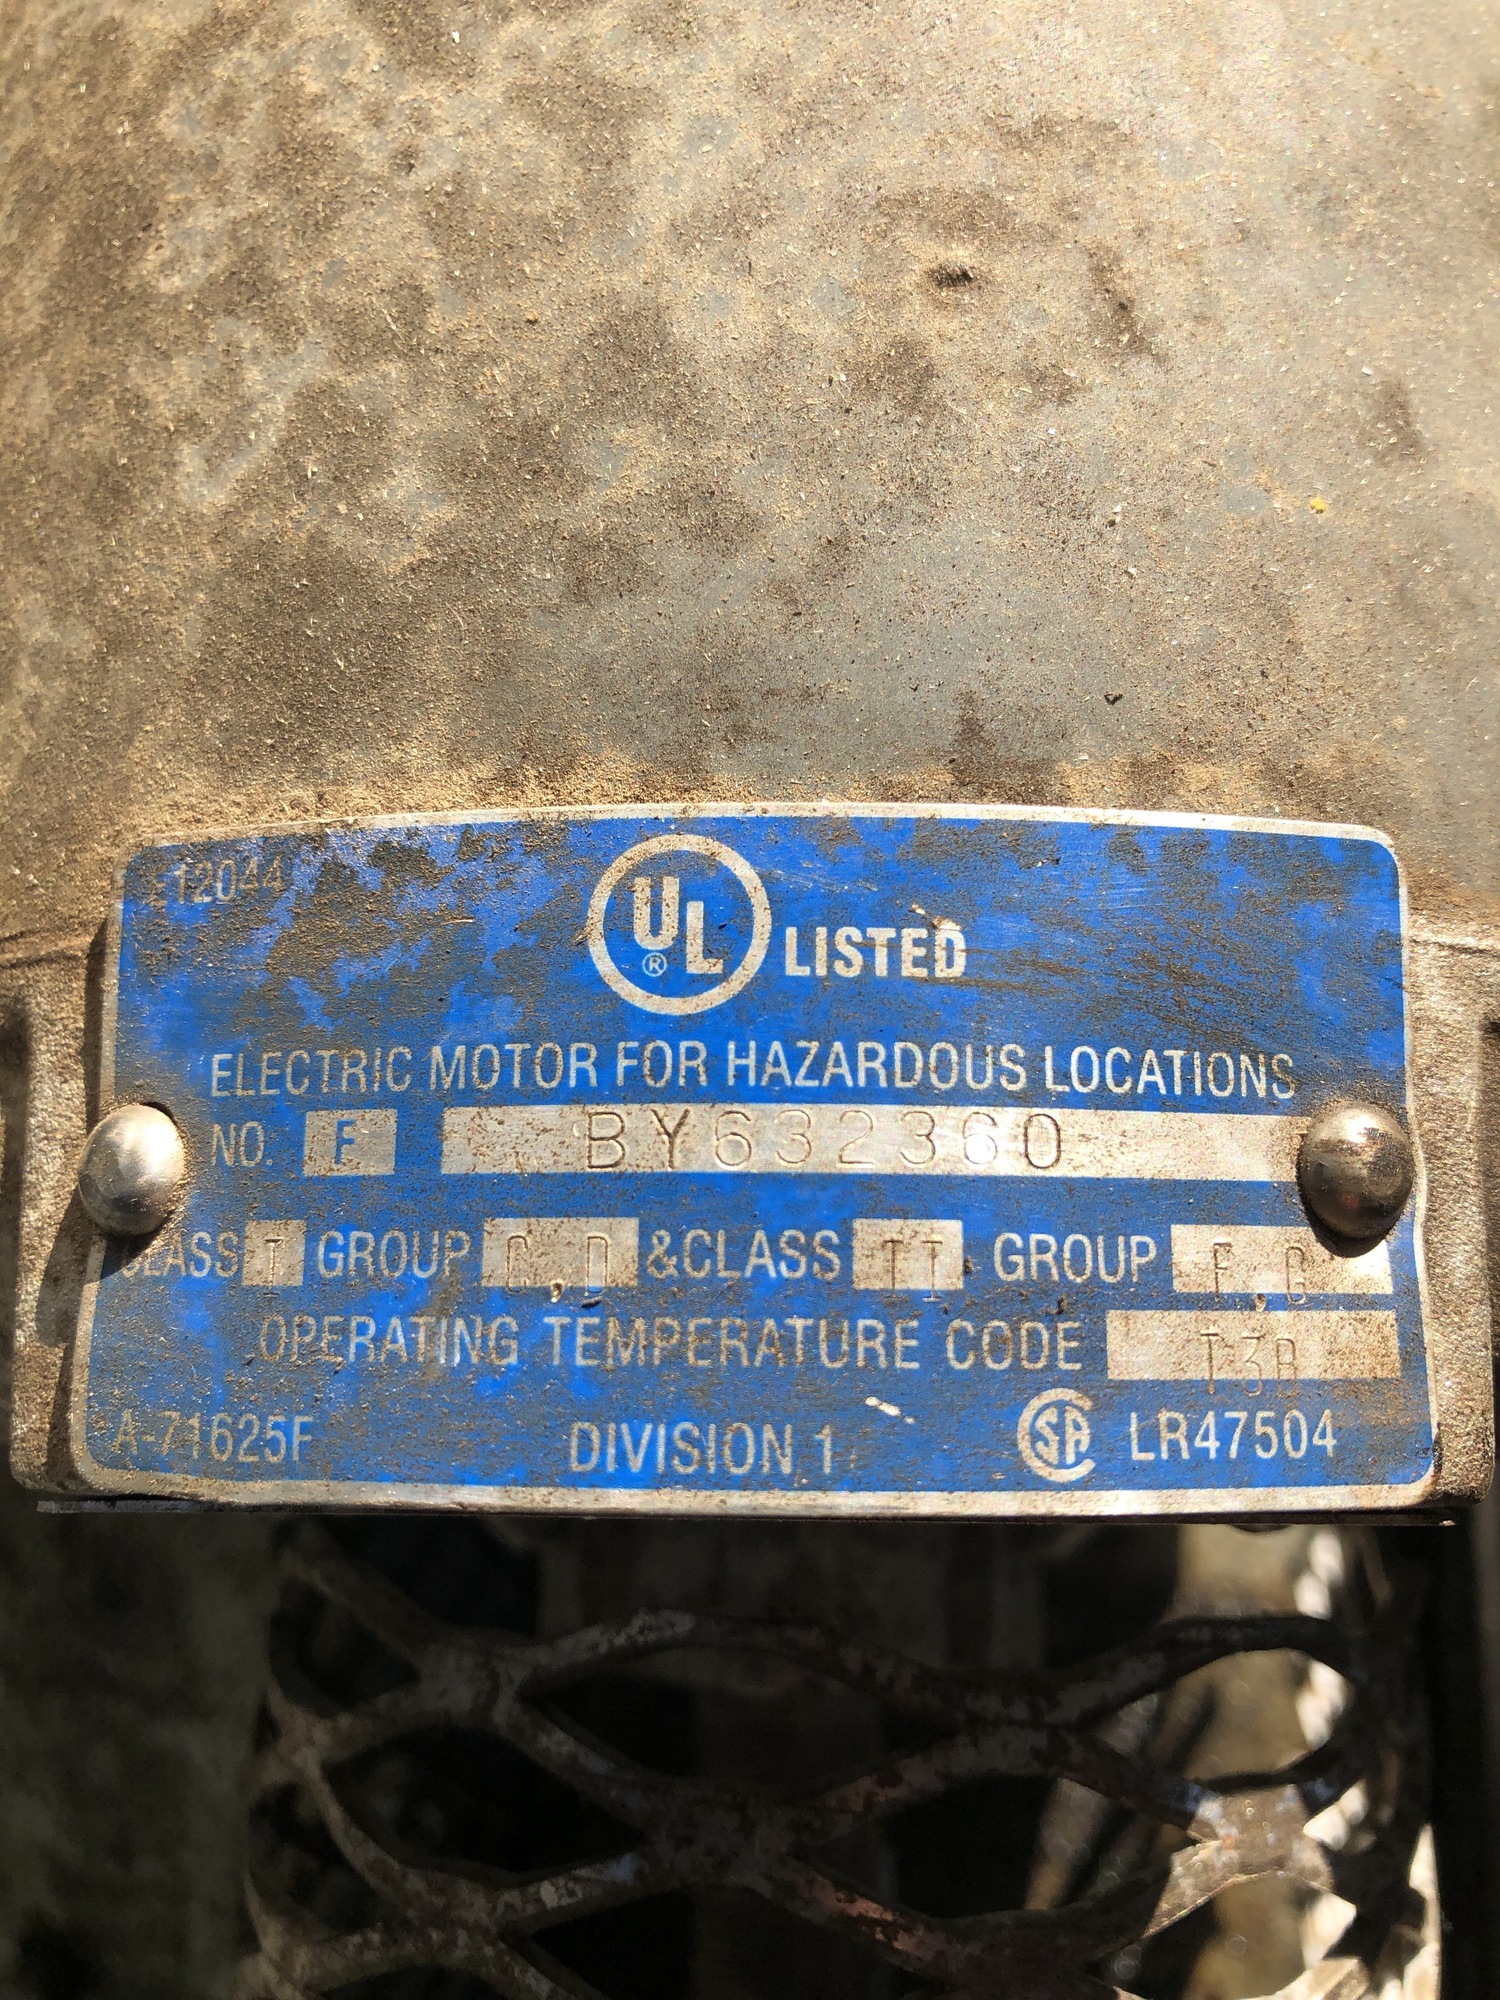 E12044
UL ® LISTED
ELECTRIC MOTOR FOR HAZARDOUS LOCATIONS
NO. F BY632360
CLASS I GROUP C,D & CLASS II GROUP F,G
OPERATING TEMPERATURE CODE T3B
A-71625F DIVISION 1 SA LR47504